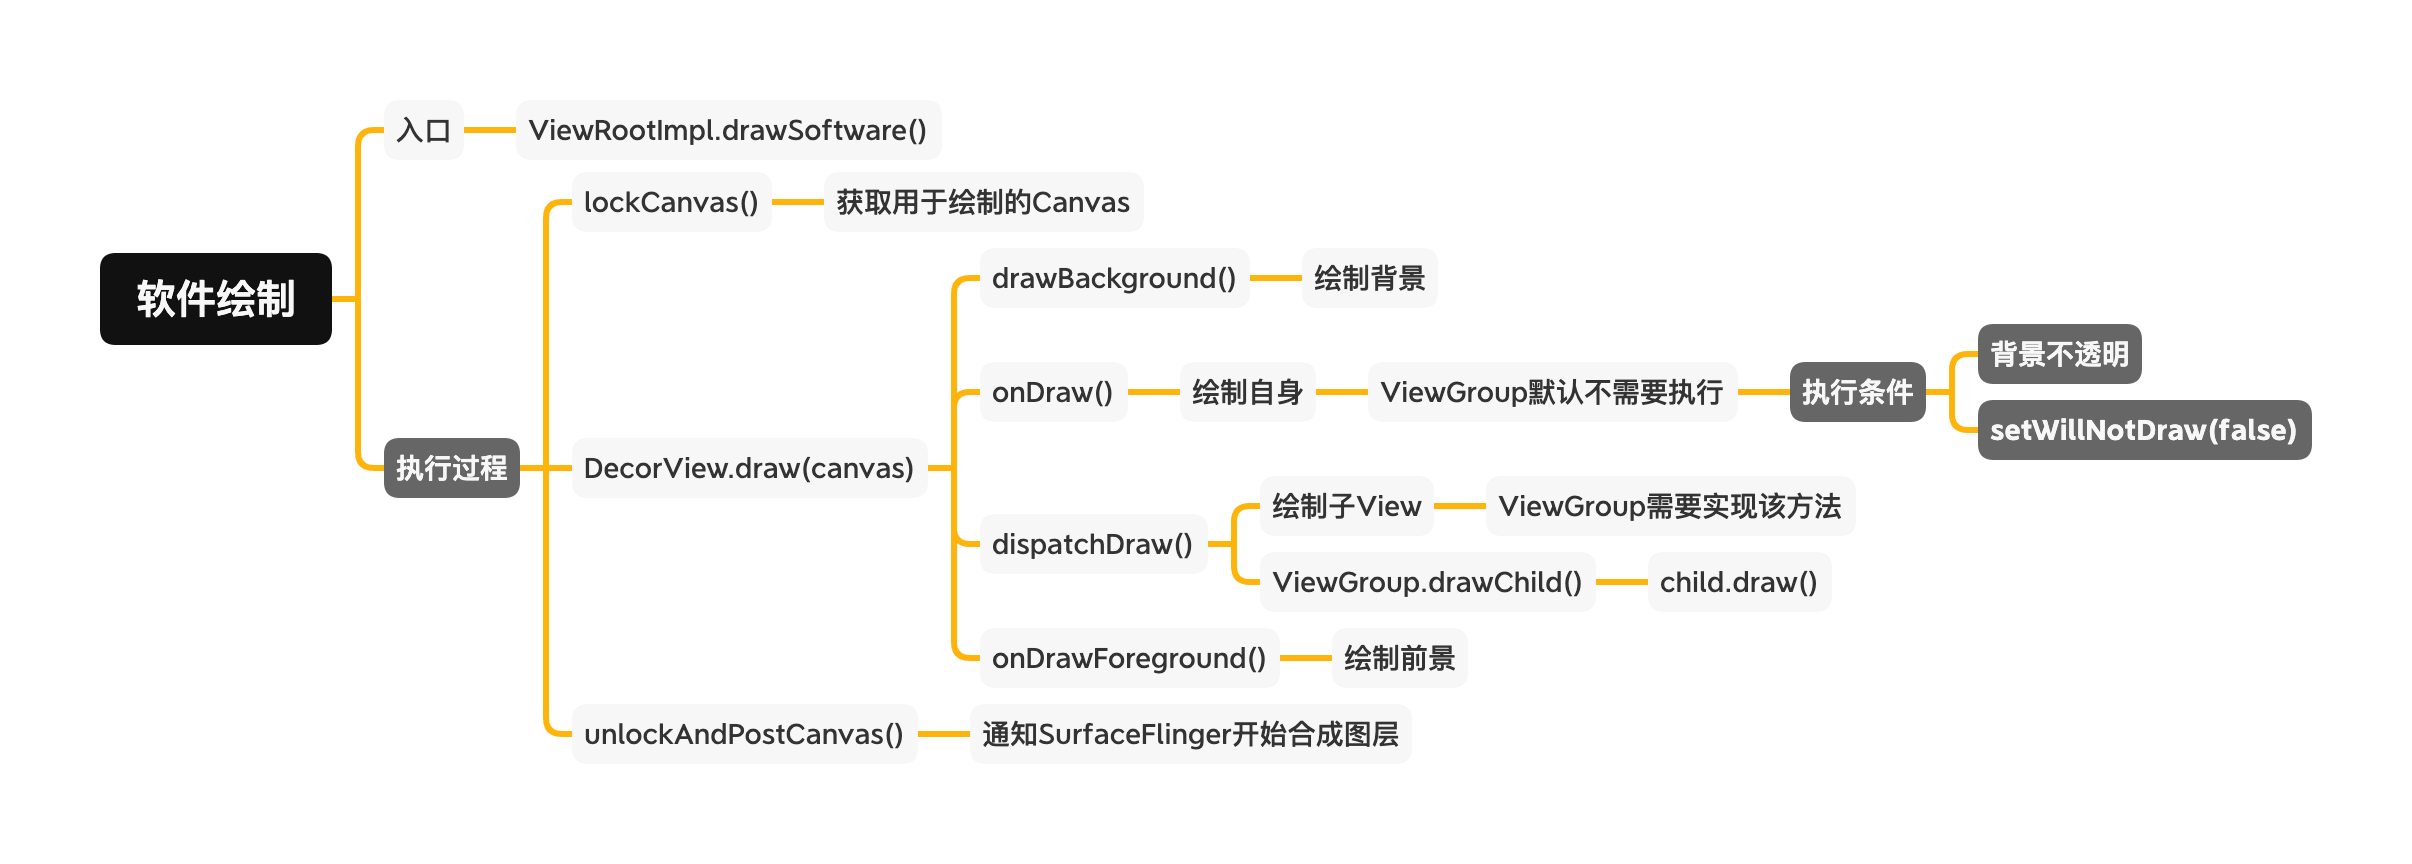 软件绘制
入口
ViewRootImpl.drawSoftware()
执行过程
lockCanvas()
获取用于绘制的Canvas
DecorView.draw(canvas)
drawBackground()
绘制背景
onDraw()
绘制自身
ViewGroup默认不需要执行
执行条件
背景不透明
setWillNotDraw(false)
dispatchDraw()
绘制子View
ViewGroup需要实现该方法
ViewGroup.drawChild()
child.draw()
onDrawForeground()
绘制前景
unlockAndPostCanvas()
通知SurfaceFlinger开始合成图层